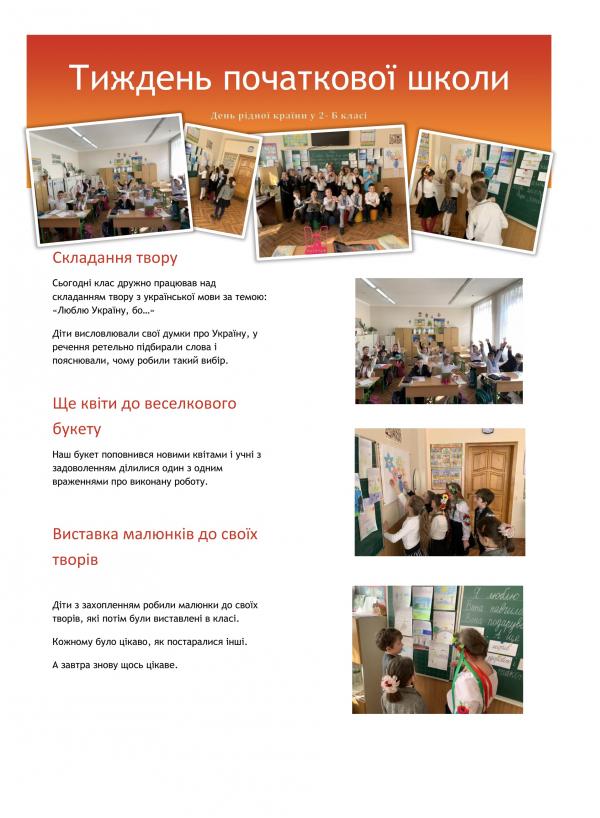 Тиждень початкової школи
День рідної країни у 2- Б класі
Складання твору
Сьогодні клас дружно працював над
складанням твору з української мови за темою:
«Люблю Україну, бо…»
Діти висловлювали свої думки про Україну, у
речення ретельно підбирали слова і
пояснювали, чому робили такий вибір.
Ще квіти до веселкового
букету
Наш букет поповнився новими квітами і учні з
задоволенням ділилися один з одним
враженнями про виконану роботу.
Виставка малюнків до своїх
творів
Діти з захопленням робили малюнки до своїх
творів, які потім були виставлені в класі.
Кожному було цікаво, як постаралися інші.
А завтра знову щось цікаве.
Я люблю
Вона
Вона подарув
А ще